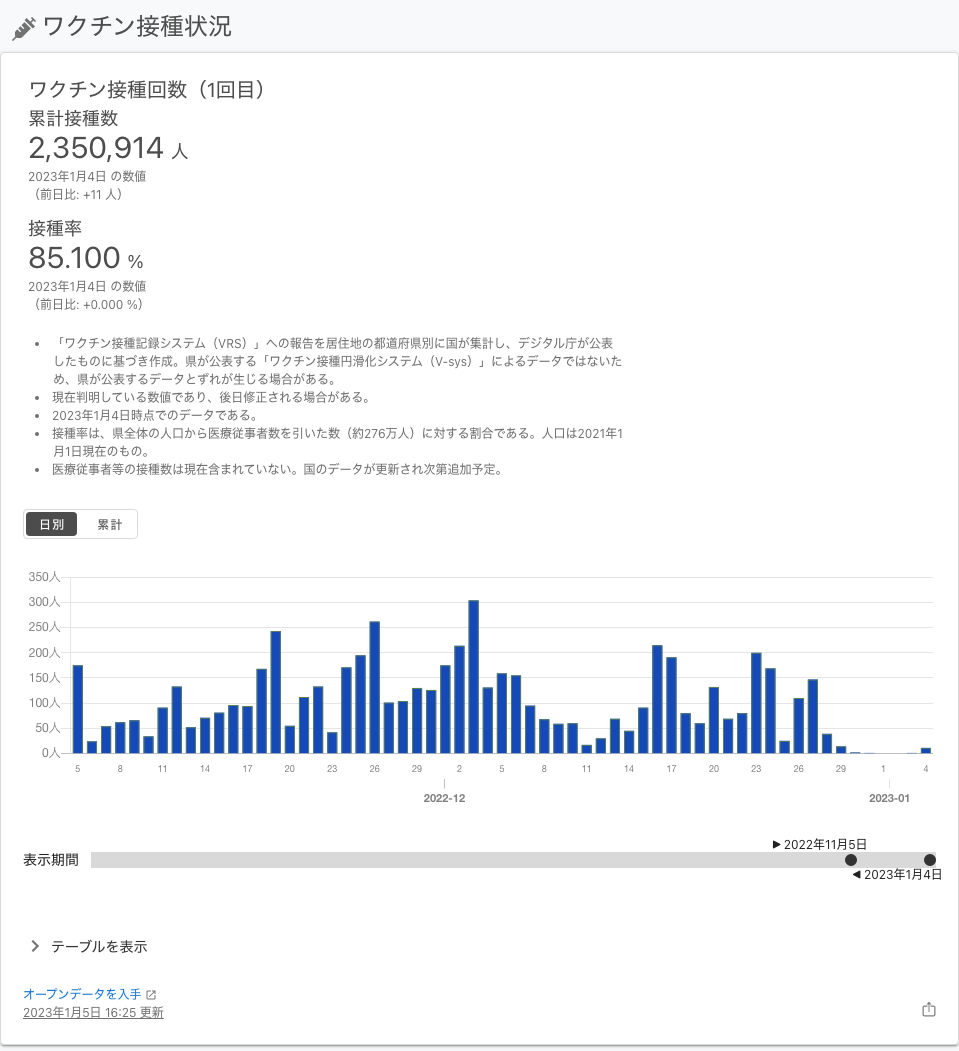 ワクチン接種状況
ワクチン接種回数（1回目）
累計接種数
2,350,914 人
2023年1月4日 の数値
（前日比: +11 人）
接種率
85.100 %
2023年1月4日 の数値
（前日比: +0.000 %）
• 「ワクチン接種記録システム（VRS）」への報告を居住地の都道府県別に国が集計し、デジタル庁が公表
したものに基づき作成。県が公表する「ワクチン接種円滑化システム（V-sys）」によるデータではないた
め、県が公表するデータとずれが生じる場合がある。
• 現在判明している数値であり、後日修正される場合がある。
• 2023年1月4日時点でのデータである。
• 接種率は、県全体の人口から医療従事者数を引いた数（約276万人）に対する割合である。人口は2021年1
月1日現在のもの。
• 医療従事者等の接種数は現在含まれていない。国のデータが更新され次第追加予定。
日別 累計
350人
300人
250人
200人
150人
100人
50人
0人
5 8 11 14 17 20 23 26 29 2 5 8 11 14 17 20 23 26 29 1 4
2022-12 2023-01
▶ 2022年11月5日
表示期間
◀ 2023年1月4日
テーブルを表示
オープンデータを入手
2023年1月5日 16:25 更新